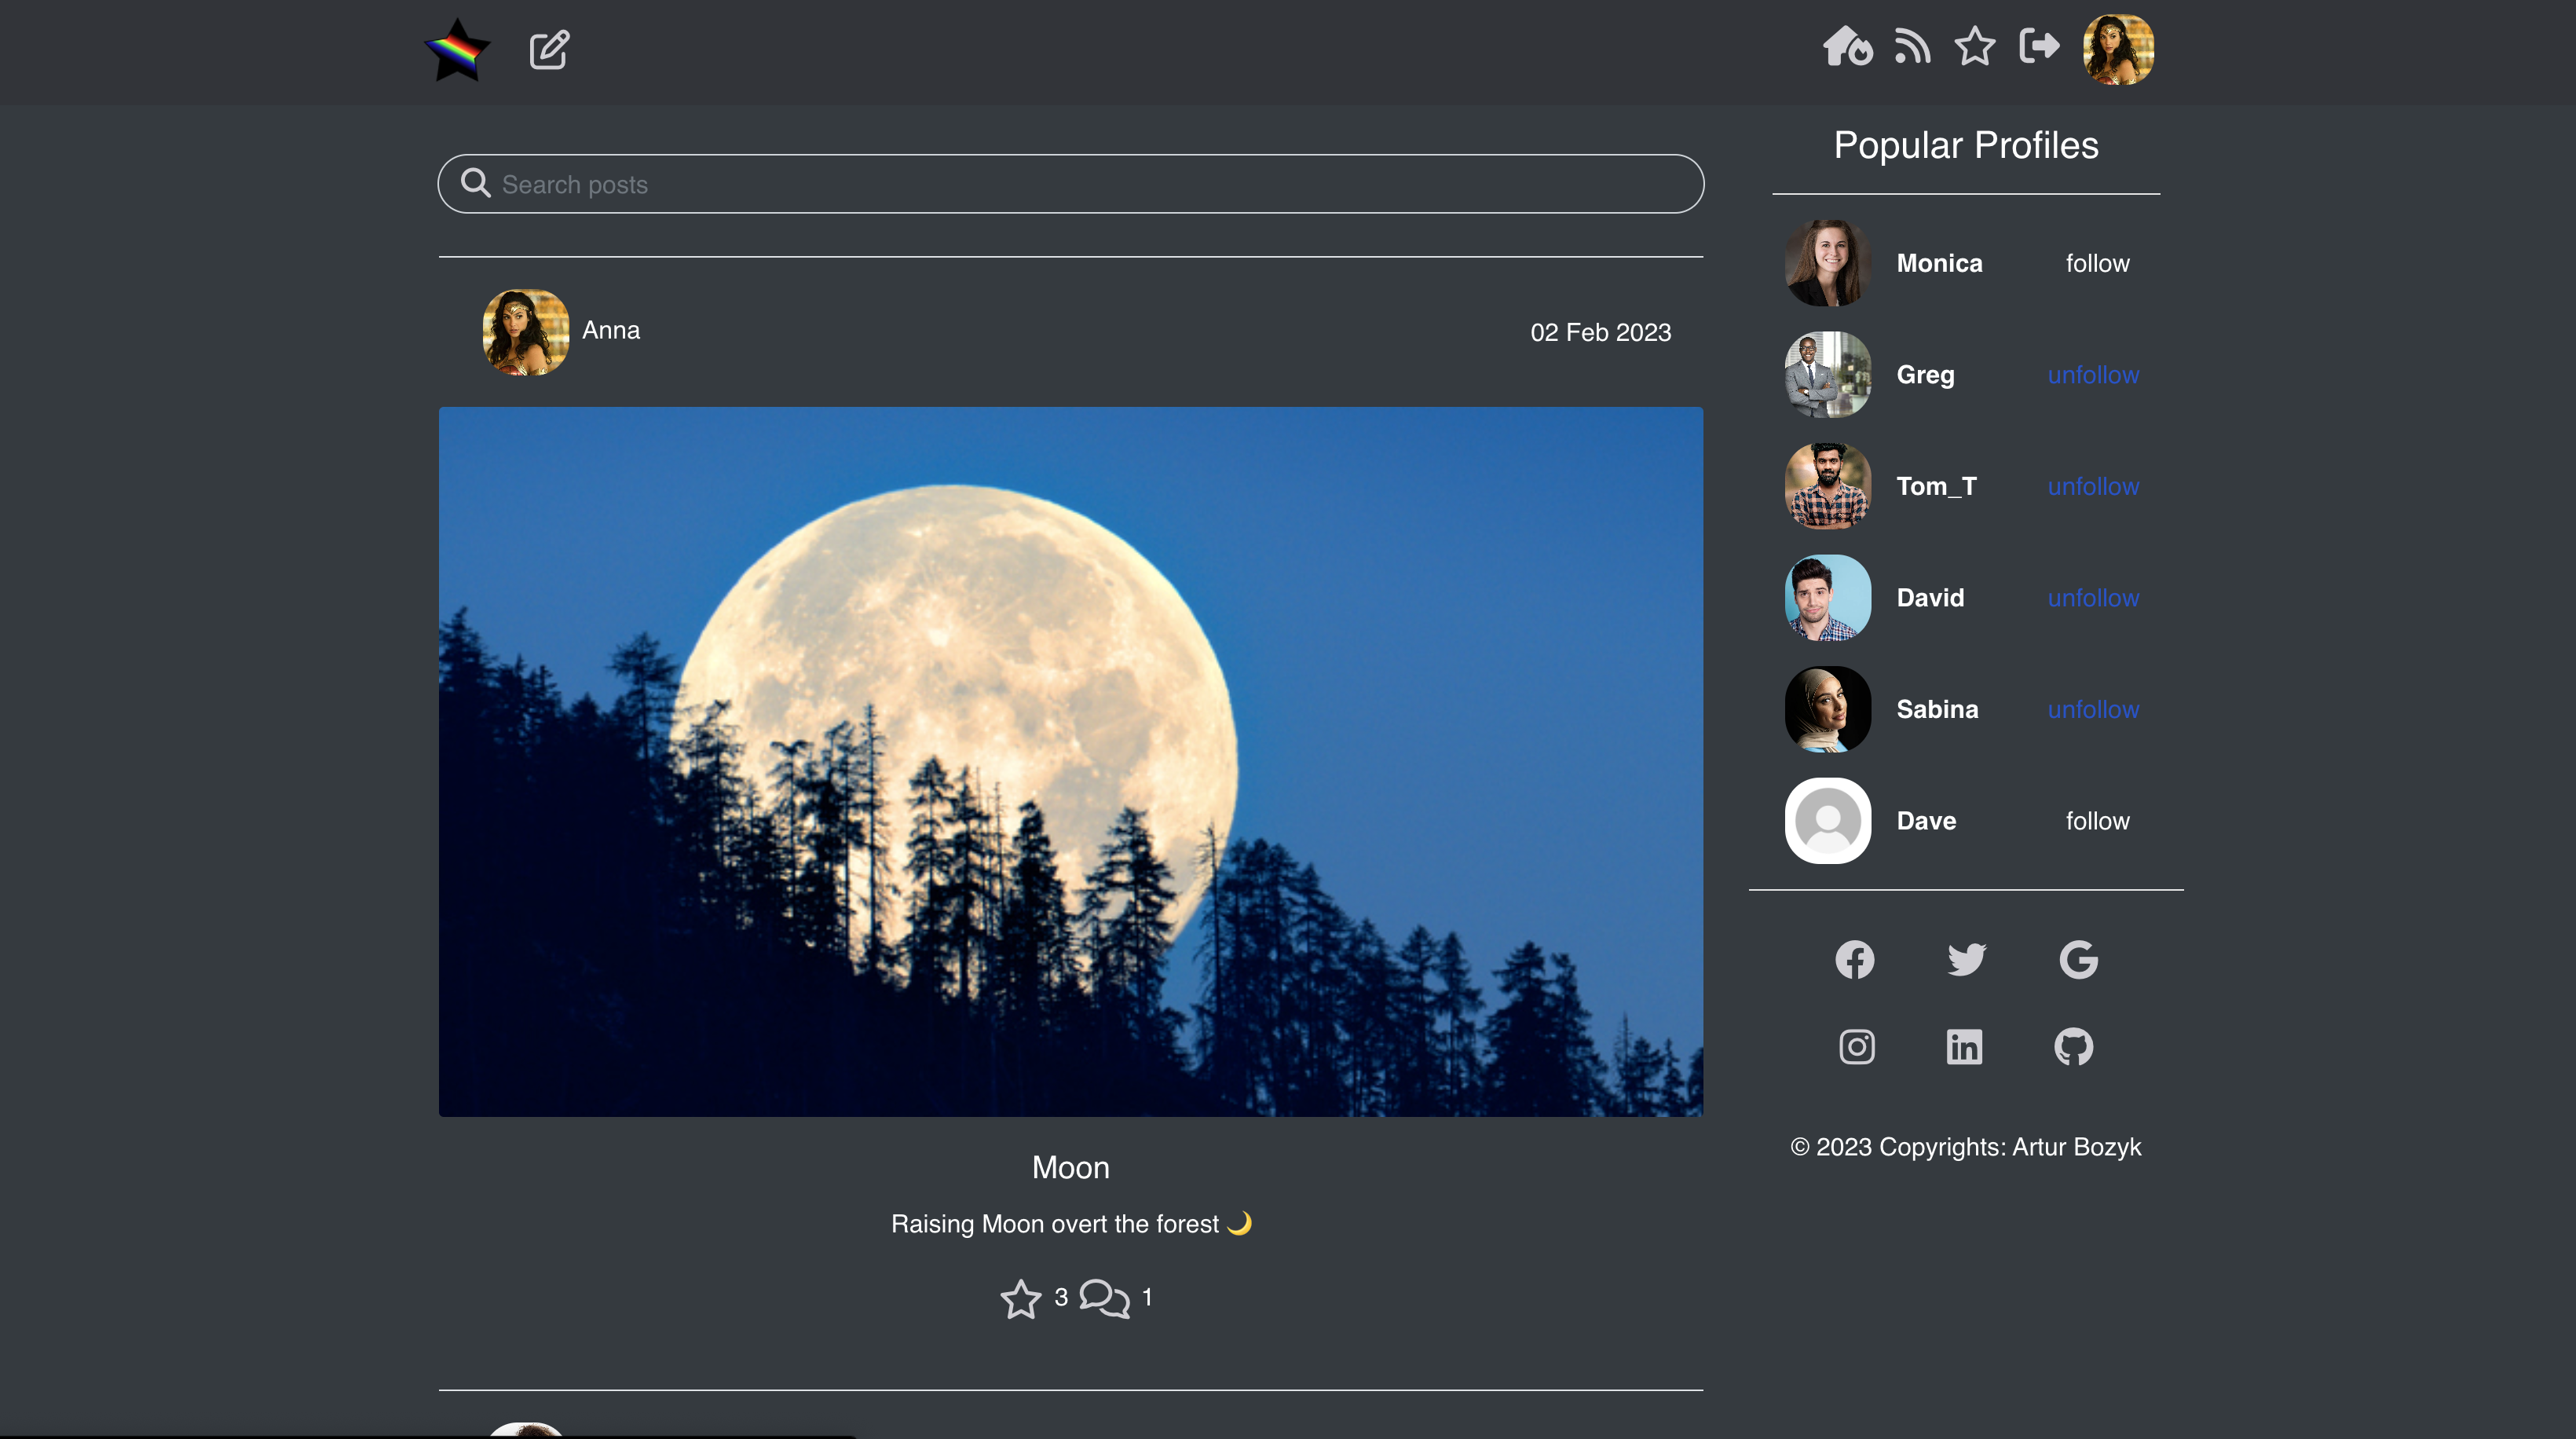 Search posts
Anna
02 Feb 2023
Moon
Raising Moon overt the forest 🌙
3
1
Popular Profiles
Monica follow
Greg unfollow
Tom_T unfollow
David unfollow
Sabina unfollow
Dave follow
© 2023 Copyrights: Artur Bozyk